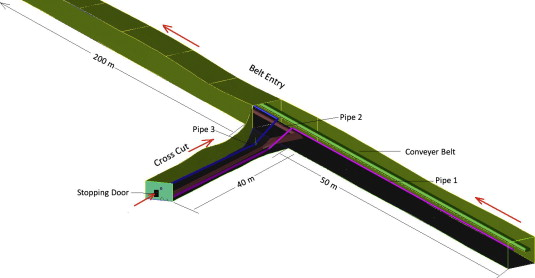 200 m
Belt Entry
Pipe 2
Pipe 3
Cross Cut
Conveyer Belt
Pipe 1
40 m
50 m
Stopping Door